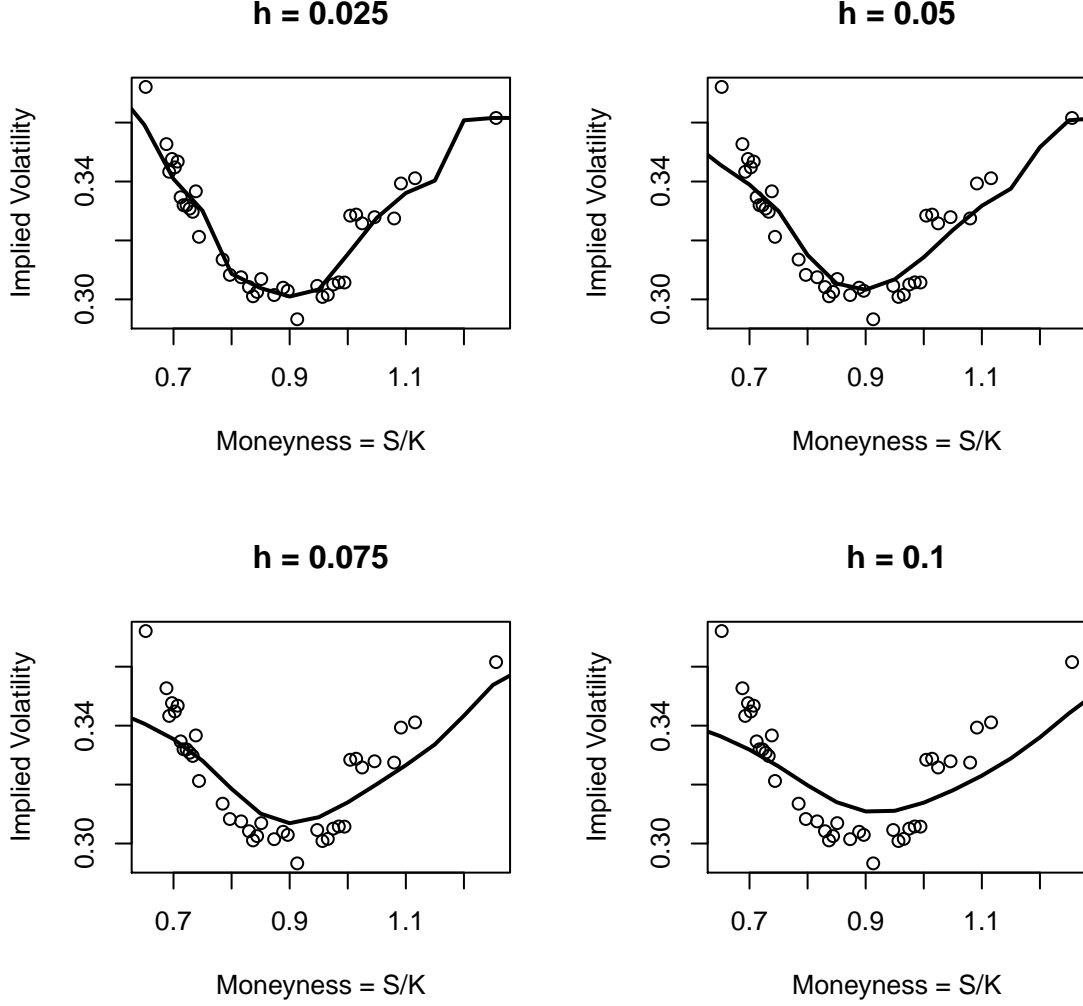 h = 0.025
Implied Volatility
0.34
0.30
0.7 0.9 1.1
Moneyness = S/K
h = 0.05
Implied Volatility
0.34
0.30
0.7 0.9 1.1
Moneyness = S/K
h = 0.075
Implied Volatility
0.34
0.30
0.7 0.9 1.1
Moneyness = S/K
h = 0.1
Implied Volatility
0.34
0.30
0.7 0.9 1.1
Moneyness = S/K